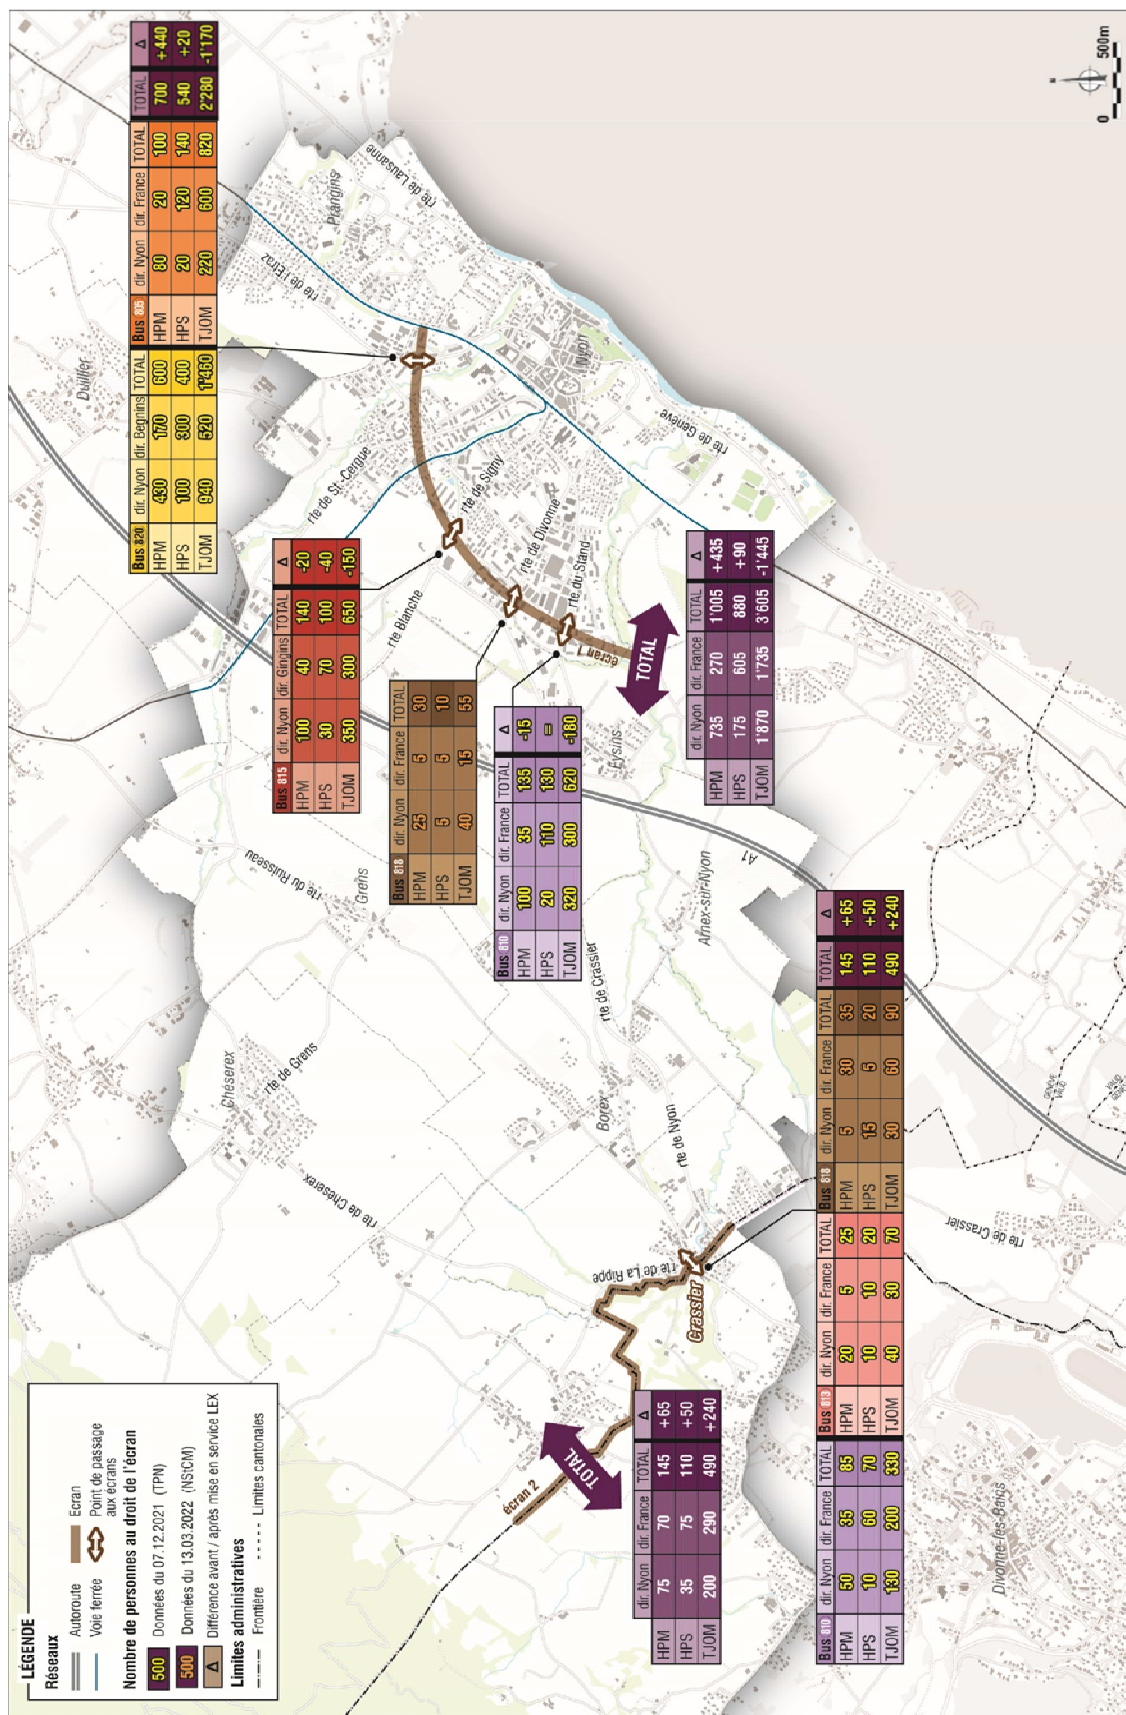 LÉGENDE
Réseaux
Autoroute
Voie ferrée
Ecran
Point de passage
aux écrans
Nombre de personnes au droit de l'écran
500 Données du 07.12.2021 (TPN)
500 Données du 13.03.2022 (NStCM)
Δ Différence avant / après mise en service LEX
Limites administratives
Frontière
Limites cantonales
Bus 820 dir. Nyon dir. Begnins TOTAL Bus 805 dir. Nyon dir. France TOTAL TOTAL Δ
HPM 430 170 600 HPM 80 20 100 700 +440
HPS 100 300 400 HPS 20 120 140 540 +20
TJOM 940 520 1'460 TJOM 220 600 820 2'280 -1'170
Bus 815 dir. Nyon dir. Gingins TOTAL Δ
HPM 100 40 140 -20
HPS 30 70 100 -40
TJOM 350 300 650 -150
Bus 818 dir. Nyon dir. France TOTAL
HPM 25 5 30
HPS 5 5 10
TJOM 40 15 55
Bus 810 dir. Nyon dir. France TOTAL Δ
HPM 100 35 135 -15
HPS 20 110 130 =
TJOM 320 300 620 -180
dir. Nyon dir. France TOTAL Δ
HPM 735 270 1'005 +435
HPS 175 605 880 +90
TJOM 1'870 1'735 3'605 -1'445
dir. Nyon dir. France TOTAL Δ
HPM 75 70 145 +65
HPS 35 75 110 +50
TJOM 200 290 490 +240
Bus 810 dir. Nyon dir. France TOTAL Bus 813 dir. Nyon dir. France TOTAL Bus 818 dir. Nyon dir. France TOTAL TOTAL Δ
HPM 50 35 85 HPM 20 5 25 HPM 5 30 35 145 +65
HPS 10 60 70 HPS 10 10 20 HPS 15 5 20 110 +50
TJOM 130 200 330 TJOM 40 30 70 TJOM 30 60 90 490 +240
Duillier
Prangins
rte de Lausanne
rte de l'Etraz
Nyon
rte de Genève
rte de St-Cergue
rte de Signy
rte de Divonne
rte du Stand
rte Blanche
écran 1
TOTAL
Eysins
rte du Ruisseau
Grens
Chéserex
rte de Grens
rte de Chéserex
rte de Crassier
Arnex-sur-Nyon
A1
Borex
rte de Nyon
rte de La Rippe
Crassier
écran 2
TOTAL
rte de Crassier
Divonne-les-Bains
GENÈVE
VAUD
N
0 500m